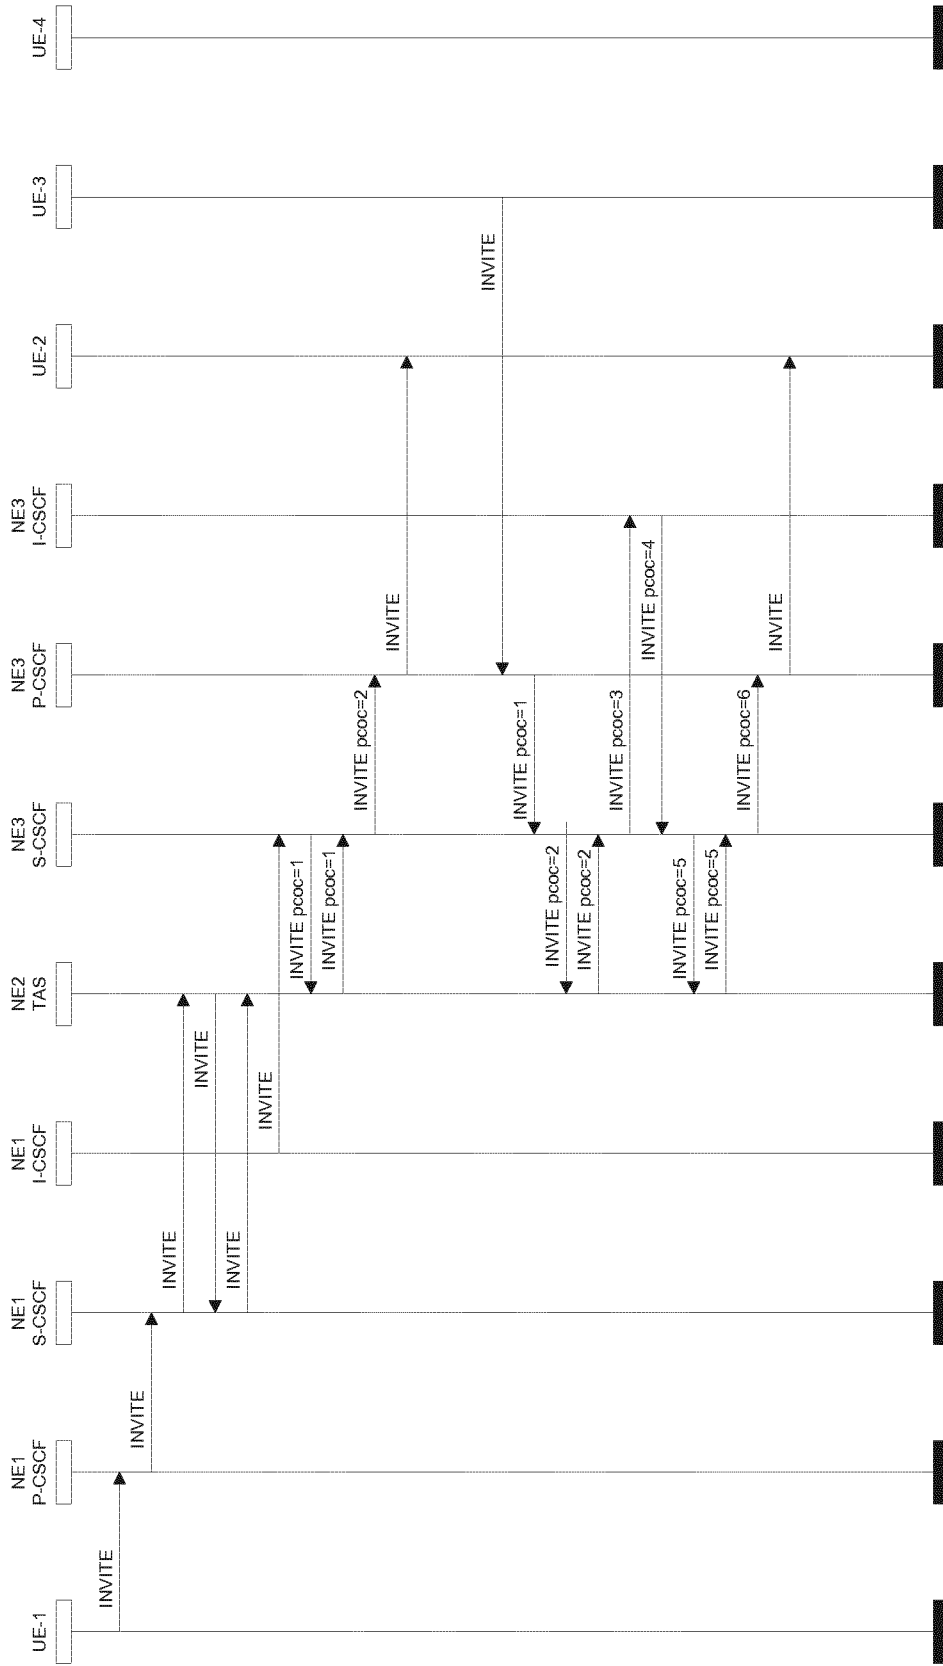 UE-1
NE1
P-CSCF
NE1
S-CSCF
NE1
I-CSCF
NE2
TAS
NE3
S-CSCF
NE3
P-CSCF
NE3
I-CSCF
UE-2
UE-3
UE-4
INVITE
INVITE
INVITE
INVITE
INVITE
INVITE
INVITE pcoc=1
INVITE pcoc=1
INVITE pcoc=2
INVITE
INVITE
INVITE pcoc=1
INVITE pcoc=2
INVITE pcoc=2
INVITE pcoc=3
INVITE pcoc=4
INVITE pcoc=5
INVITE pcoc=5
INVITE pcoc=6
INVITE